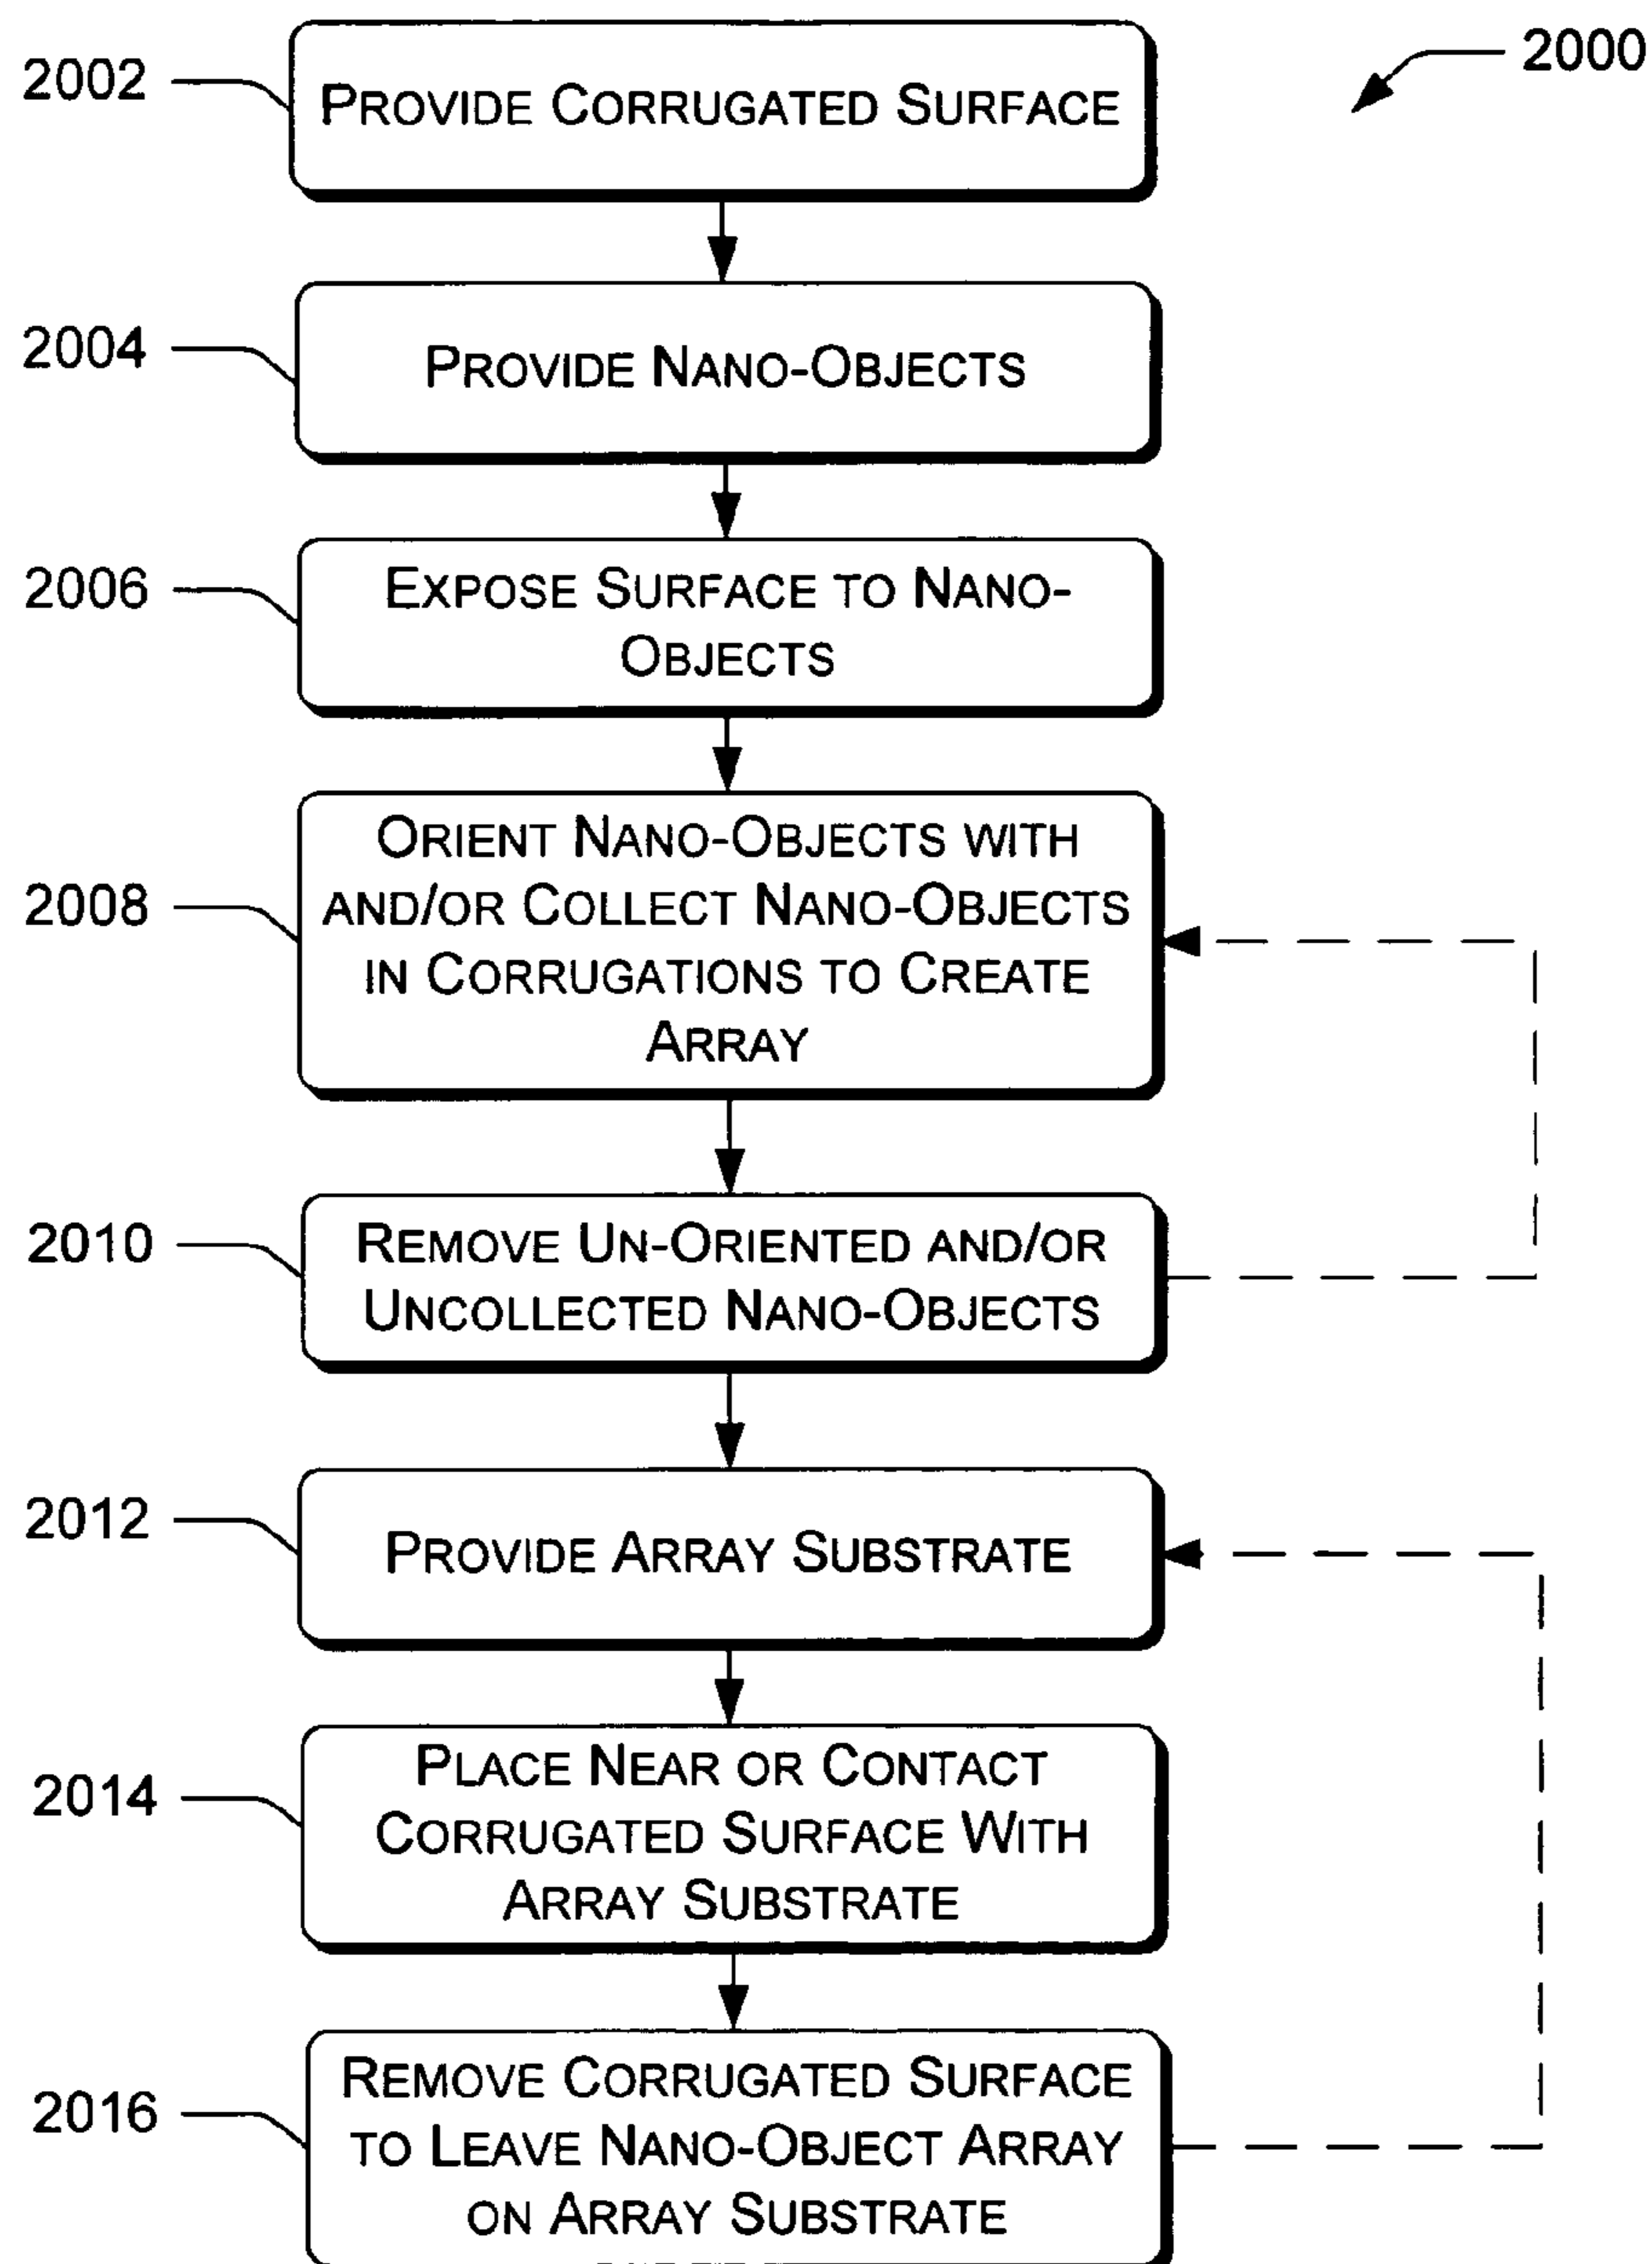 2000
2002
PROVIDE CORRUGATED SURFACE
2004
PROVIDE NANO-OBJECTS
2006
EXPOSE SURFACE TO NANO-
OBJECTS
2008
ORIENT NANO-OBJECTS WITH
AND/OR COLLECT NANO-OBJECTS
IN CORRUGATIONS TO CREATE
ARRAY
2010
REMOVE UN-ORIENTED AND/OR
UNCOLLECTED NANO-OBJECTS
2012
PROVIDE ARRAY SUBSTRATE
2014
PLACE NEAR OR CONTACT
CORRUGATED SURFACE WITH
ARRAY SUBSTRATE
2016
REMOVE CORRUGATED SURFACE
TO LEAVE NANO-OBJECT ARRAY
ON ARRAY SUBSTRATE